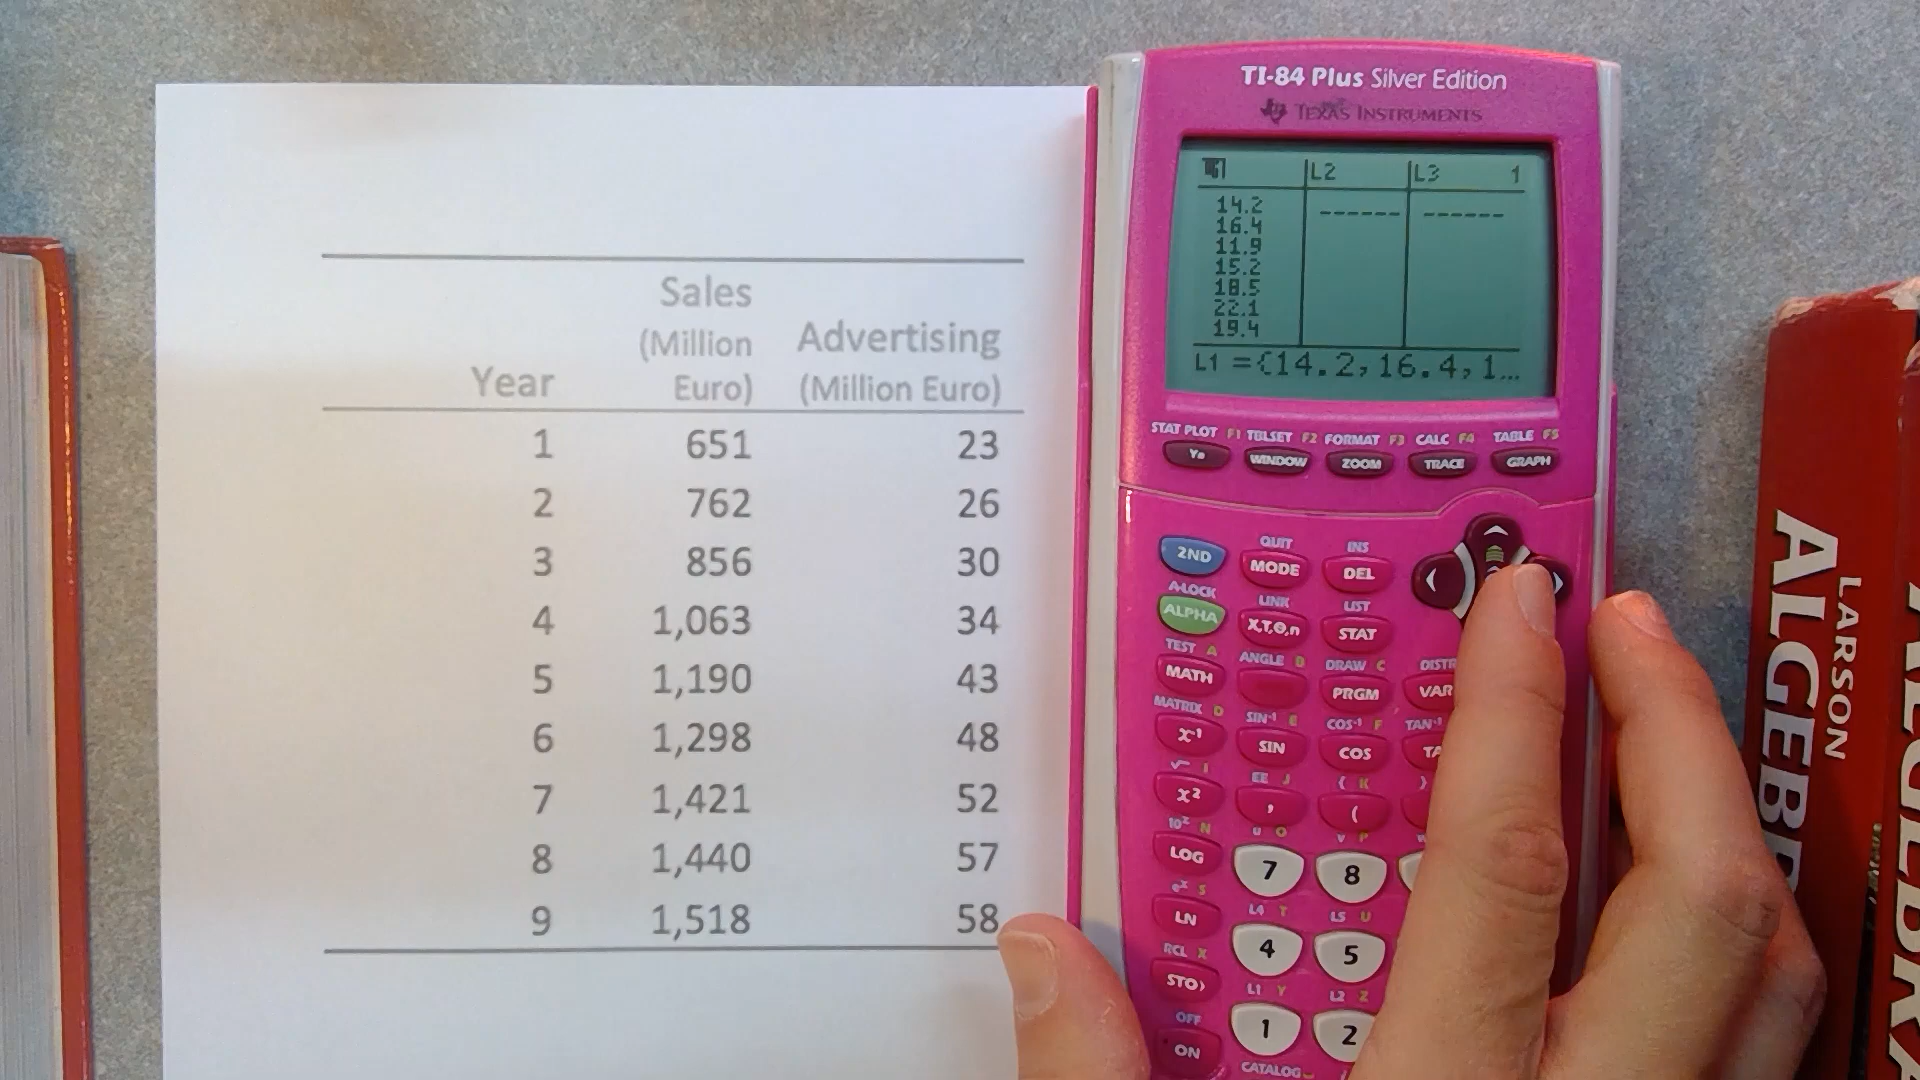 Sales
(Million Advertising
Year Euro) (Million Euro)
1 651 23
2 762 26
3 856 30
4 1,063 34
5 1,190 43
6 1,298 48
7 1,421 52
8 1,440 57
9 1,518 58
TI-84 Plus Silver Edition
TEXAS INSTRUMENTS
L2 L3 1
14.2 ------ ------
16.4
11.9
15.2
18.5
22.1
19.4
L1 ={14.2,16.4,1...
STAT PLOT F1 TBLSET F2 FORMAT F3 CALC F4 TABLE F5
Y= WINDOW ZOOM TRACE GRAPH
QUIT INS
2ND MODE DEL
A-LOCK LINK LIST
ALPHA X,T,Θ,n STAT
TEST A ANGLE B DRAW C DISTR
MATH PRGM VAR
MATRIX D SIN⁻¹ E COS⁻¹ F TAN⁻¹
x⁻¹ SIN COS TA
√ I EE J { K }
x² , (
10ˣ N u O v P w
LOG 7 8
eˣ S L4 T L5 U
LN 4 5
RCL X L1 Y L2 Z
STO› 1 2
OFF
ON
CATALOG
LARSON
ALGEB